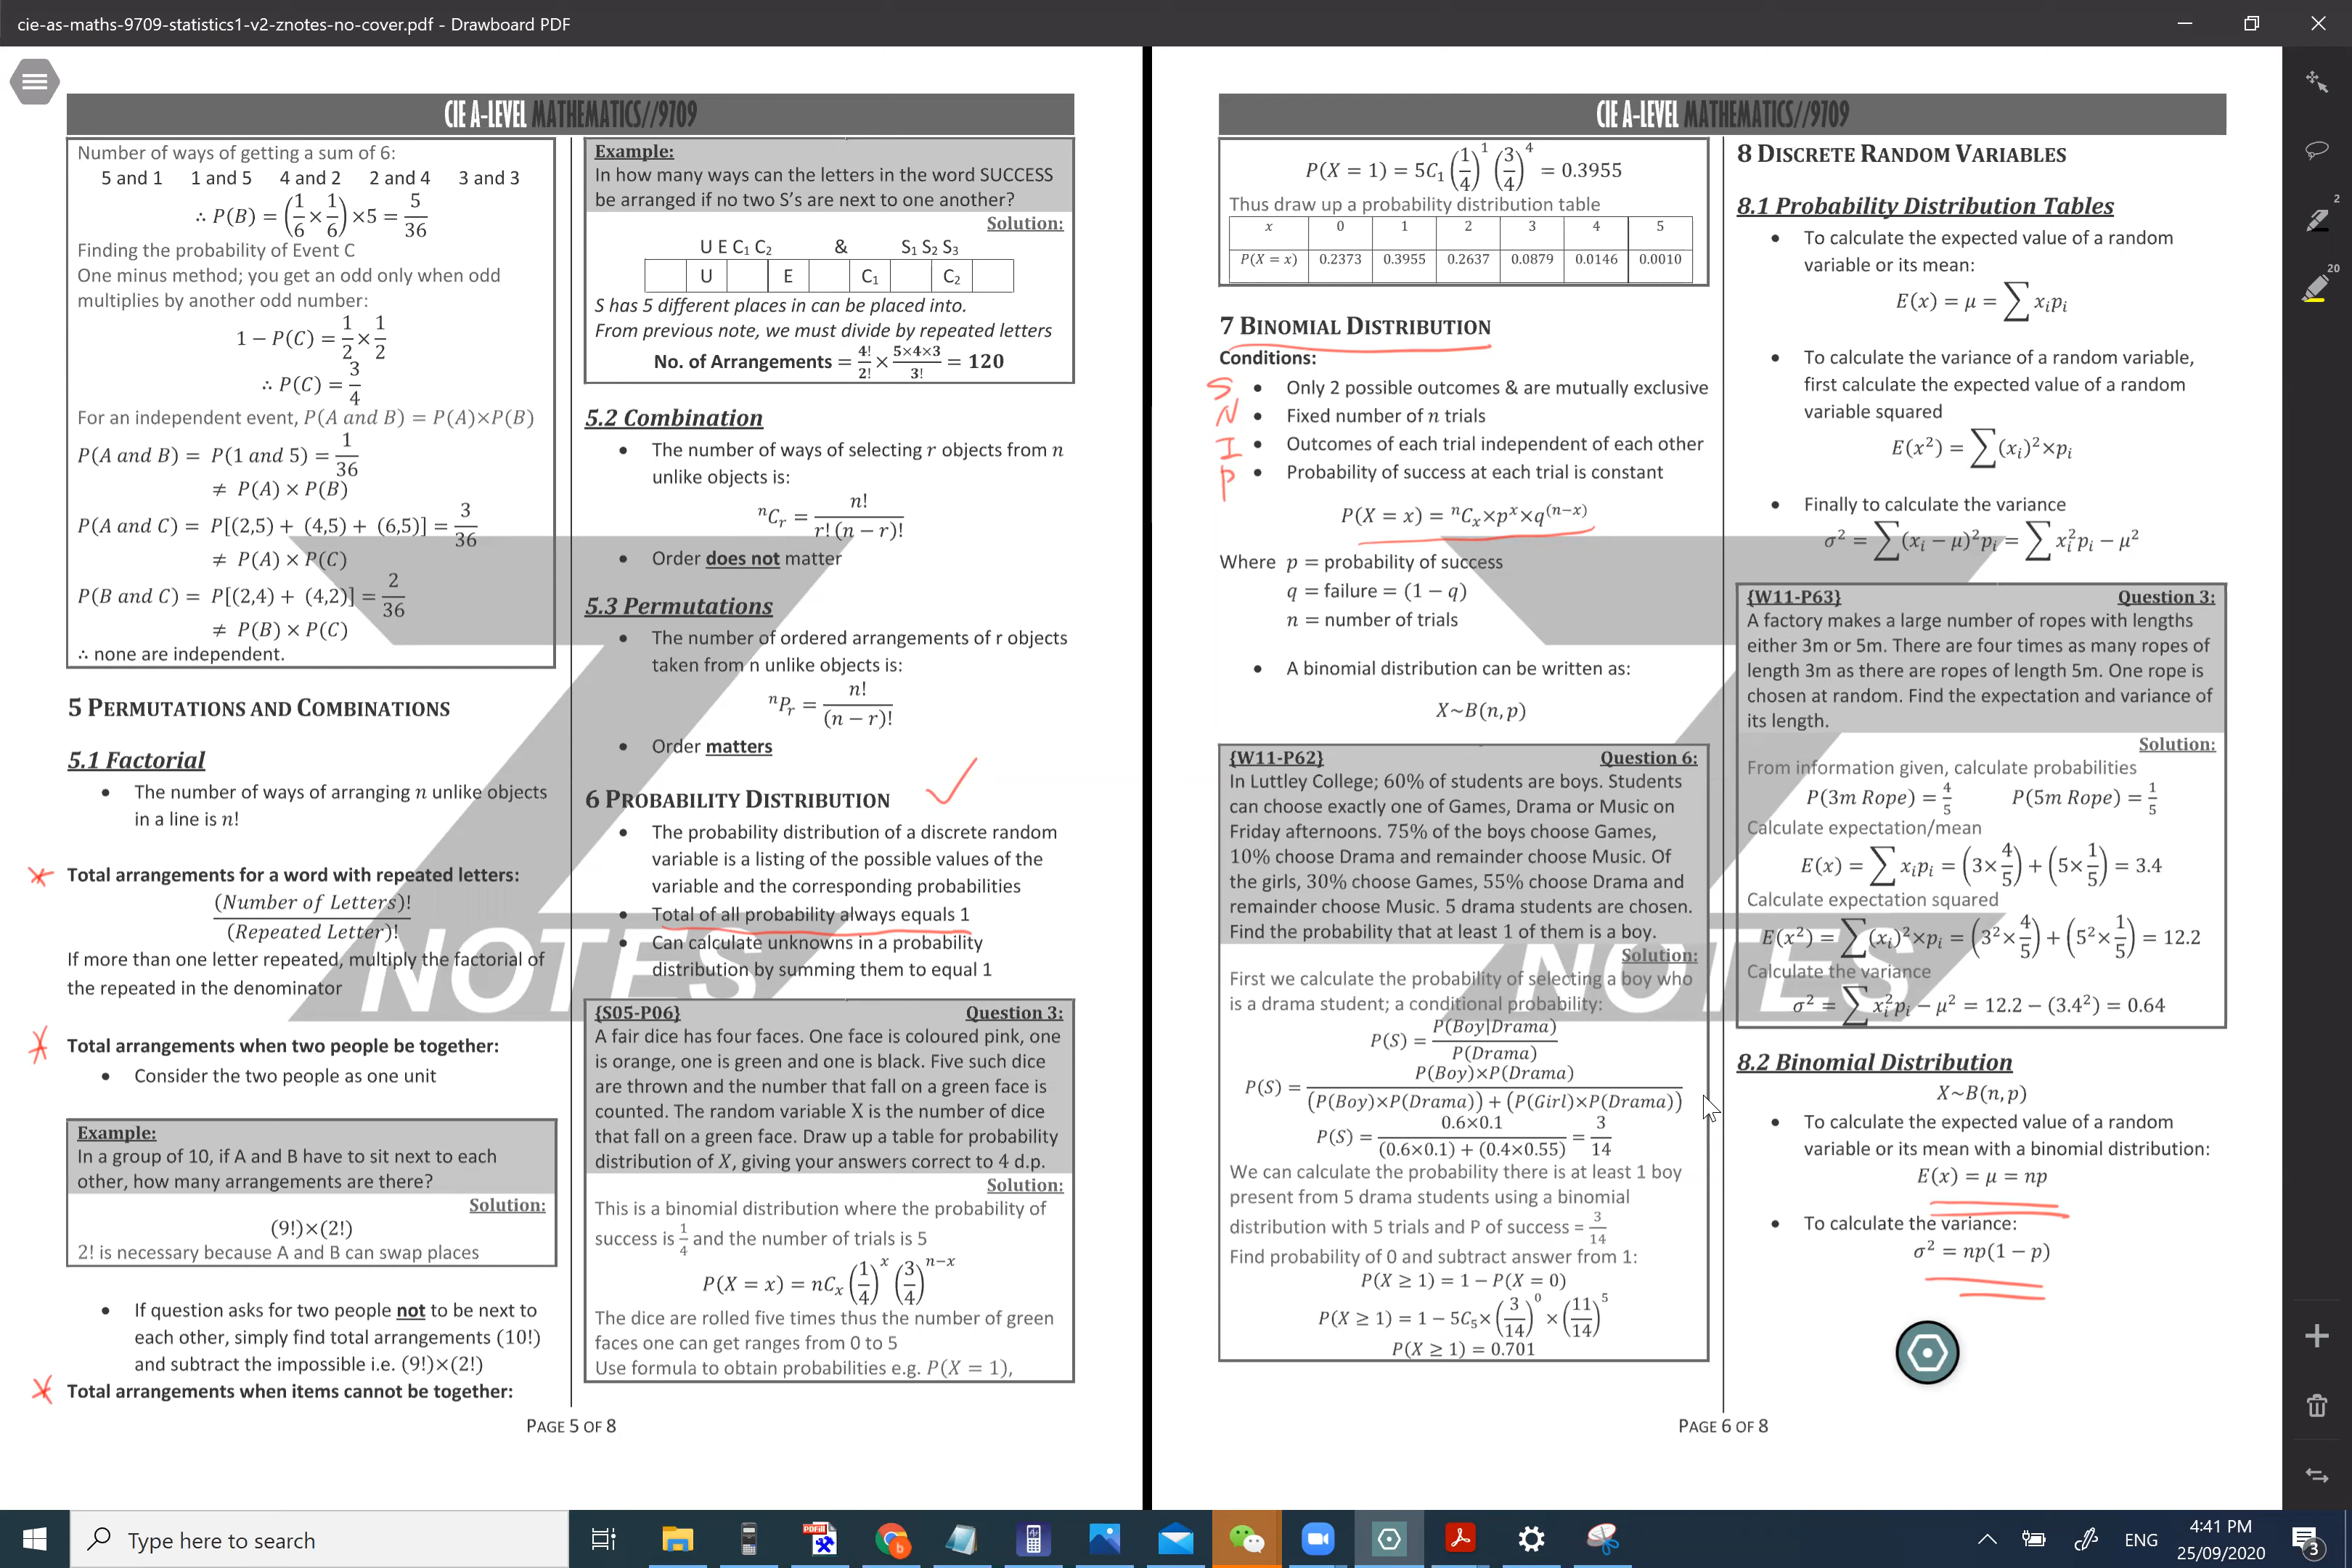 cie-as-maths-9709-statistics1-v2-znotes-no-cover.pdf - Drawboard PDF
CIE A-LEVEL MATHEMATICS//9709
Number of ways of getting a sum of 6:
5 and 1 1 and 5 4 and 2 2 and 4 3 and 3
∴ P(B) = (1/6 × 1/6) ×5 = 5/36
Finding the probability of Event C
One minus method; you get an odd only when odd
multiplies by another odd number:
1 − P(C) = 1/2 × 1/2
∴ P(C) = 3/4
For an independent event, P(A and B) = P(A)×P(B)
P(A and B) = P(1 and 5) = 1/36
≠ P(A) × P(B)
P(A and C) = P[(2,5) + (4,5) + (6,5)] = 3/36
≠ P(A) × P(C)
P(B and C) = P[(2,4) + (4,2)] = 2/36
≠ P(B) × P(C)
∴ none are independent.
5 PERMUTATIONS AND COMBINATIONS
5.1 Factorial
• The number of ways of arranging n unlike objects
in a line is n!
Total arrangements for a word with repeated letters:
(Number of Letters)!
(Repeated Letter)!
If more than one letter repeated, multiply the factorial of
the repeated in the denominator
Total arrangements when two people be together:
• Consider the two people as one unit
Example:
In a group of 10, if A and B have to sit next to each
other, how many arrangements are there?
Solution:
(9!)×(2!)
2! is necessary because A and B can swap places
• If question asks for two people not to be next to
each other, simply find total arrangements (10!)
and subtract the impossible i.e. (9!)×(2!)
Total arrangements when items cannot be together:
Example:
In how many ways can the letters in the word SUCCESS
be arranged if no two S's are next to one another?
Solution:
U E C₁ C₂ & S₁ S₂ S₃
U E C₁ C₂
S has 5 different places in can be placed into.
From previous note, we must divide by repeated letters
No. of Arrangements = 4!/2! × 5×4×3/3! = 120
5.2 Combination
• The number of ways of selecting r objects from n
unlike objects is:
ⁿCᵣ = n!/(r! (n − r)!)
• Order does not matter
5.3 Permutations
• The number of ordered arrangements of r objects
taken from n unlike objects is:
ⁿPᵣ = n!/(n − r)!
• Order matters
6 PROBABILITY DISTRIBUTION
• The probability distribution of a discrete random
variable is a listing of the possible values of the
variable and the corresponding probabilities
• Total of all probability always equals 1
• Can calculate unknowns in a probability
distribution by summing them to equal 1
{S05-P06} Question 3:
A fair dice has four faces. One face is coloured pink, one
is orange, one is green and one is black. Five such dice
are thrown and the number that fall on a green face is
counted. The random variable X is the number of dice
that fall on a green face. Draw up a table for probability
distribution of X, giving your answers correct to 4 d.p.
Solution:
This is a binomial distribution where the probability of
success is 1/4 and the number of trials is 5
P(X = x) = nCₓ (1/4)ˣ (3/4)ⁿ⁻ˣ
The dice are rolled five times thus the number of green
faces one can get ranges from 0 to 5
Use formula to obtain probabilities e.g. P(X = 1),
PAGE 5 OF 8
Z NOTES
CIE A-LEVEL MATHEMATICS//9709
P(X = 1) = 5C₁ (1/4)¹ (3/4)⁴ = 0.3955
Thus draw up a probability distribution table
x 0 1 2 3 4 5
P(X = x) 0.2373 0.3955 0.2637 0.0879 0.0146 0.0010
7 BINOMIAL DISTRIBUTION
Conditions:
S • Only 2 possible outcomes & are mutually exclusive
N • Fixed number of n trials
I • Outcomes of each trial independent of each other
P • Probability of success at each trial is constant
P(X = x) = ⁿCₓ×pˣ×q⁽ⁿ⁻ˣ⁾
Where p = probability of success
q = failure = (1 − q)
n = number of trials
• A binomial distribution can be written as:
X~B(n, p)
{W11-P62} Question 6:
In Luttley College; 60% of students are boys. Students
can choose exactly one of Games, Drama or Music on
Friday afternoons. 75% of the boys choose Games,
10% choose Drama and remainder choose Music. Of
the girls, 30% choose Games, 55% choose Drama and
remainder choose Music. 5 drama students are chosen.
Find the probability that at least 1 of them is a boy.
Solution:
First we calculate the probability of selecting a boy who
is a drama student; a conditional probability:
P(S) = P(Boy|Drama)/P(Drama)
P(S) = P(Boy)×P(Drama)/((P(Boy)×P(Drama)) + (P(Girl)×P(Drama))
P(S) = 0.6×0.1/((0.6×0.1) + (0.4×0.55)) = 3/14
We can calculate the probability there is at least 1 boy
present from 5 drama students using a binomial
distribution with 5 trials and P of success = 3/14
Find probability of 0 and subtract answer from 1:
P(X ≥ 1) = 1 − P(X = 0)
P(X ≥ 1) = 1 − 5C₅× (3/14)⁰ × (11/14)⁵
P(X ≥ 1) = 0.701
8 DISCRETE RANDOM VARIABLES
8.1 Probability Distribution Tables
• To calculate the expected value of a random
variable or its mean:
E(x) = μ = ∑ xᵢpᵢ
• To calculate the variance of a random variable,
first calculate the expected value of a random
variable squared
E(x²) = ∑(xᵢ)²×pᵢ
• Finally to calculate the variance
σ² = ∑(xᵢ − μ)²pᵢ = ∑ xᵢ²pᵢ − μ²
{W11-P63} Question 3:
A factory makes a large number of ropes with lengths
either 3m or 5m. There are four times as many ropes of
length 3m as there are ropes of length 5m. One rope is
chosen at random. Find the expectation and variance of
its length.
Solution:
From information given, calculate probabilities
P(3m Rope) = 4/5 P(5m Rope) = 1/5
Calculate expectation/mean
E(x) = ∑ xᵢpᵢ = (3× 4/5) + (5× 1/5) = 3.4
Calculate expectation squared
E(x²) = ∑(xᵢ)²×pᵢ = (3²× 4/5) + (5²× 1/5) = 12.2
Calculate the variance
σ² = ∑ xᵢ²pᵢ − μ² = 12.2 − (3.4²) = 0.64
8.2 Binomial Distribution
X~B(n, p)
• To calculate the expected value of a random
variable or its mean with a binomial distribution:
E(x) = μ = np
• To calculate the variance:
σ² = np(1 − p)
PAGE 6 OF 8
Z NOTES
2
20
Type here to search
PDFill
b
ENG
4:41 PM
25/09/2020
3